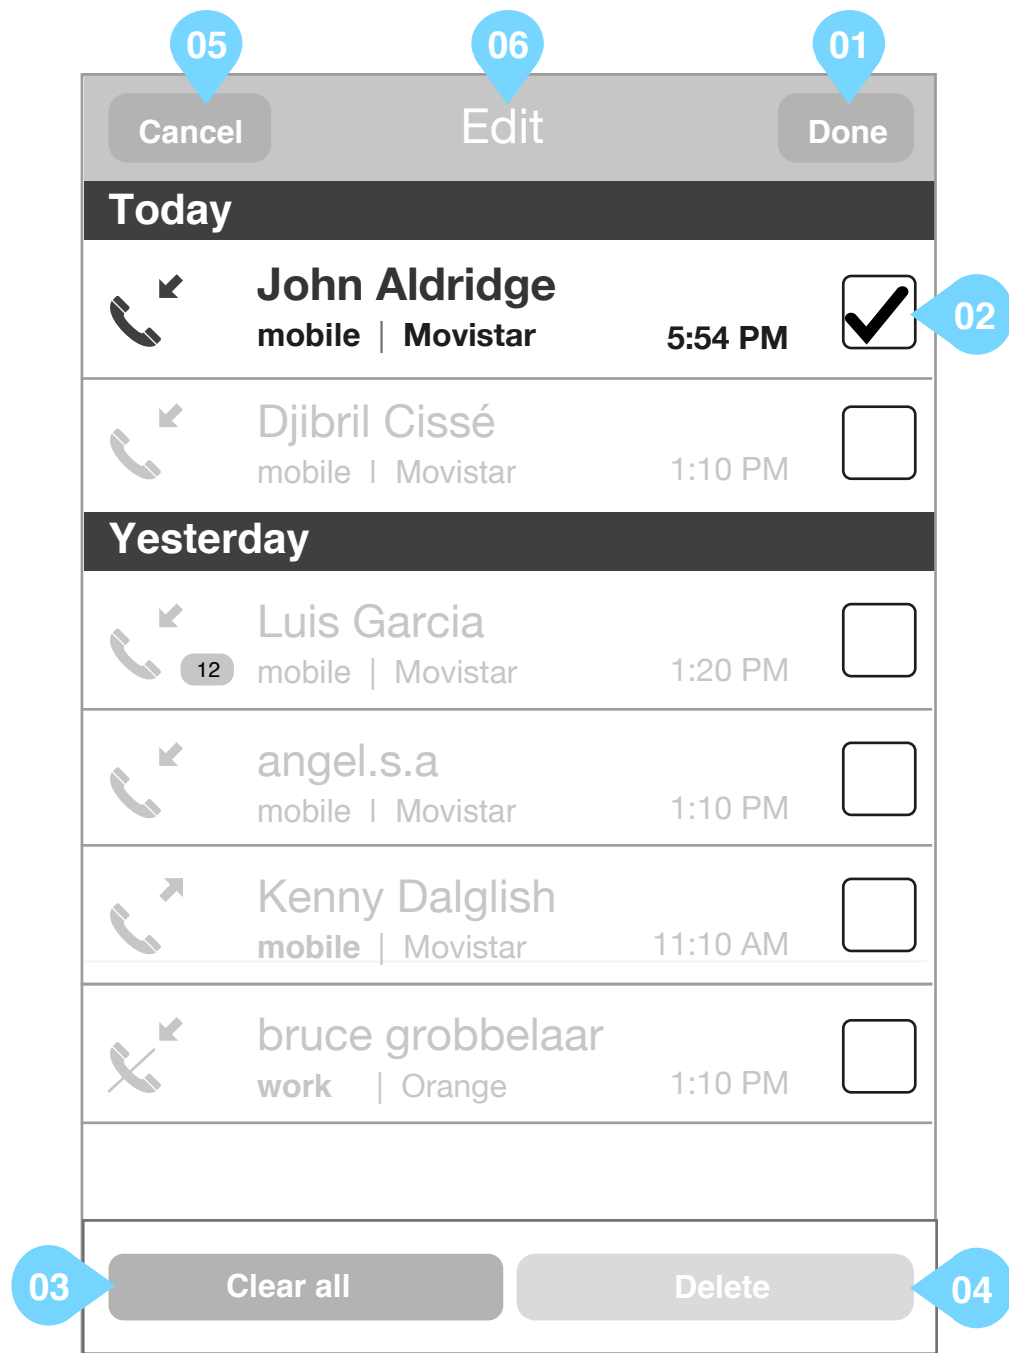 05 06 01
Cancel Edit Done
Today
John Aldridge
mobile | Movistar 5:54 PM
02
Djibril Cissé
mobile | Movistar 1:10 PM
Yesterday
Luis Garcia
12 mobile | Movistar 1:20 PM
angel.s.a
mobile | Movistar 1:10 PM
Kenny Dalglish
mobile | Movistar 11:10 AM
bruce grobbelaar
work | Orange 1:10 PM
03 Clear all Delete 04